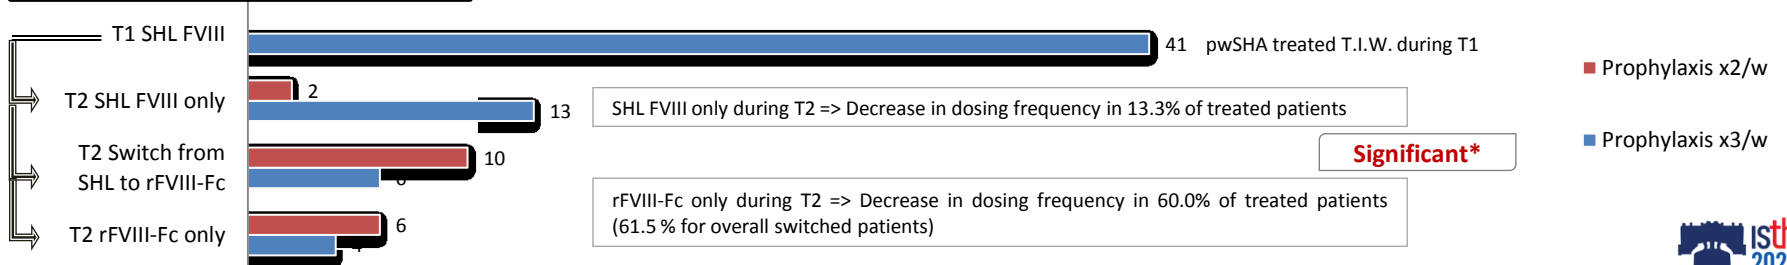 T1 SHL FVIII
41 pwSHA treated T.I.W. during T1
Prophylaxis x2/w
2
T2 SHL FVIII only
13
SHL FVIII only during T2 => Decrease in dosing frequency in 13.3% of treated patients
Prophylaxis x3/w
T2 Switch from
SHL to rFVIII-Fc
10
Significant*
rFVIII-Fc only during T2 => Decrease in dosing frequency in 60.0% of treated patients
(61.5 % for overall switched patients)
T2 rFVIII-Fc only
6